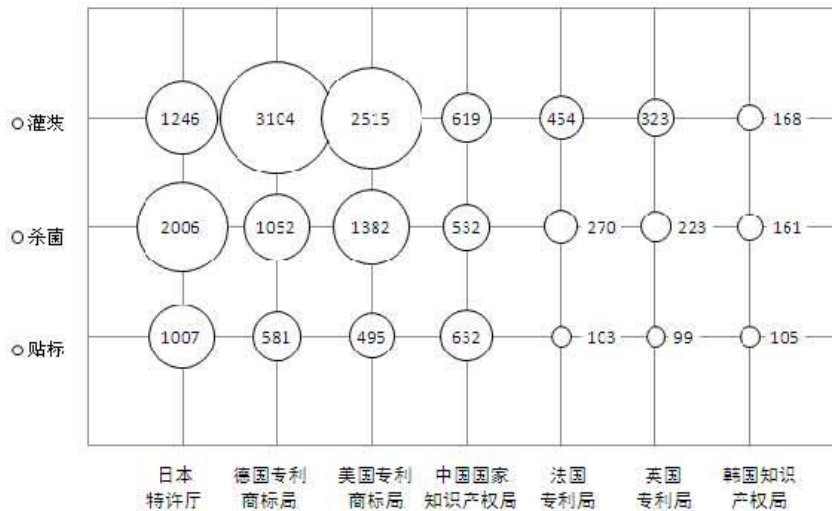 灌装 1246 3104 2515 619 454 323 168
杀菌 2006 1052 1382 532 270 223 161
贴标 1007 581 495 632 103 99 105
日本 德国专利 美国专利 中国国家 法国 英国 韩国知识
特许厅 商标局 商标局 知识产权局 专利局 专利局 产权局